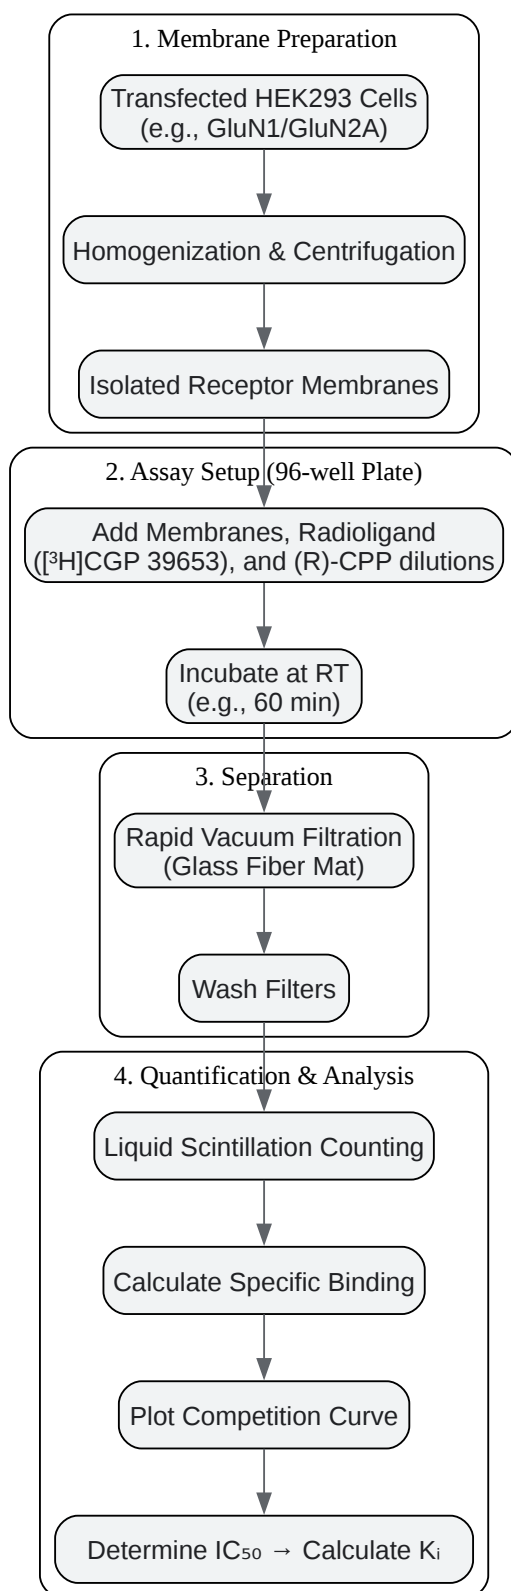 1. Membrane Preparation
Transfected HEK293 Cells
(e.g., GluN1/GluN2A)
Homogenization & Centrifugation
Isolated Receptor Membranes
2. Assay Setup (96-well Plate)
Add Membranes, Radioligand
([³H]CGP 39653), and (R)-CPP dilutions
Incubate at RT
(e.g., 60 min)
3. Separation
Rapid Vacuum Filtration
(Glass Fiber Mat)
Wash Filters
4. Quantification & Analysis
Liquid Scintillation Counting
Calculate Specific Binding
Plot Competition Curve
Determine IC₅₀ → Calculate Kᵢ